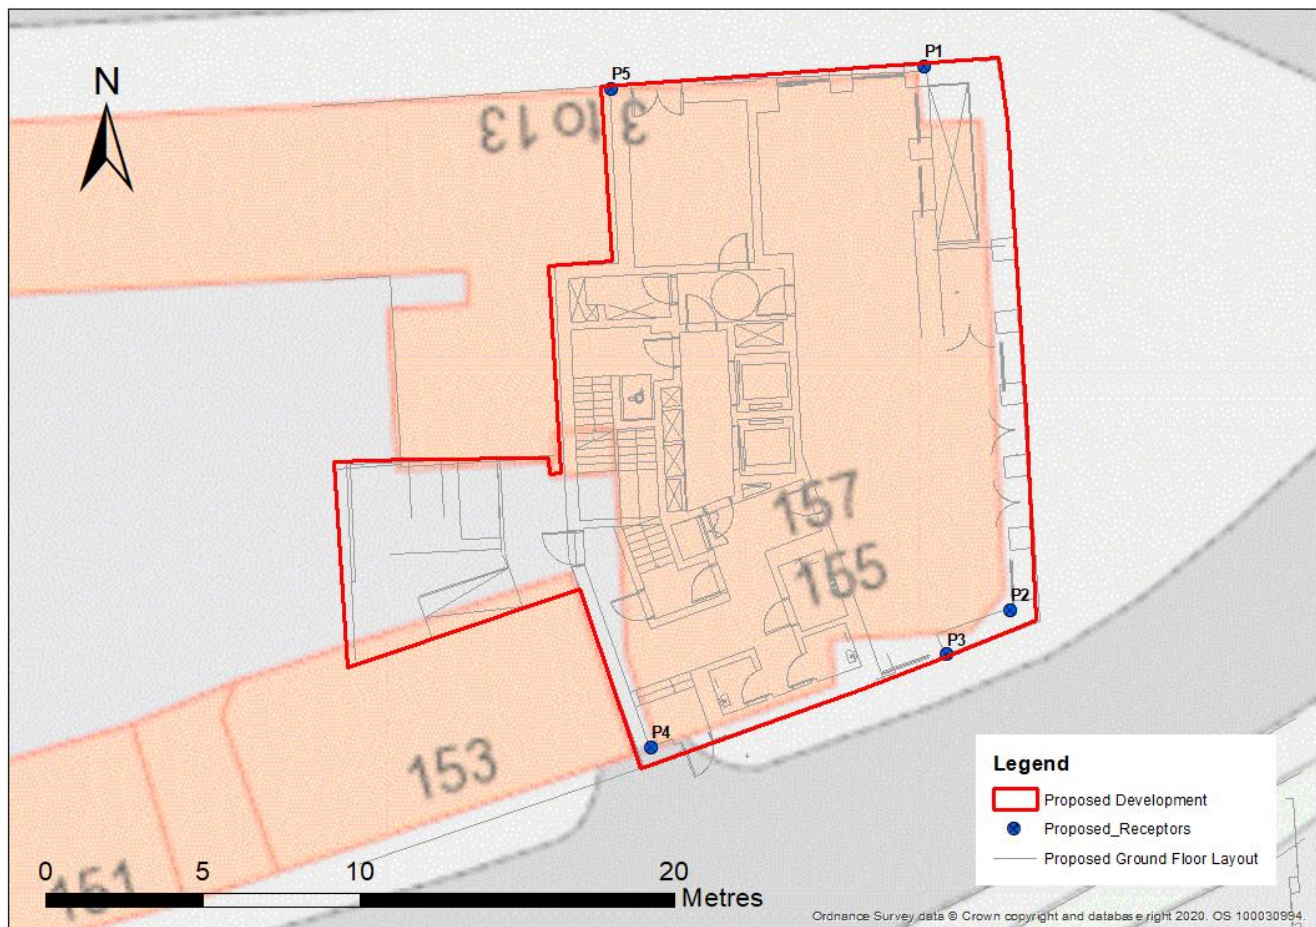 P1
P5
N
3 to 13
157
155
P2
P3
P4
153
151
Legend
Proposed Development
Proposed_Receptors
Proposed Ground Floor Layout
0 5 10 20
Metres
Ordnance Survey data © Crown copyright and database right 2020. OS 100030994.